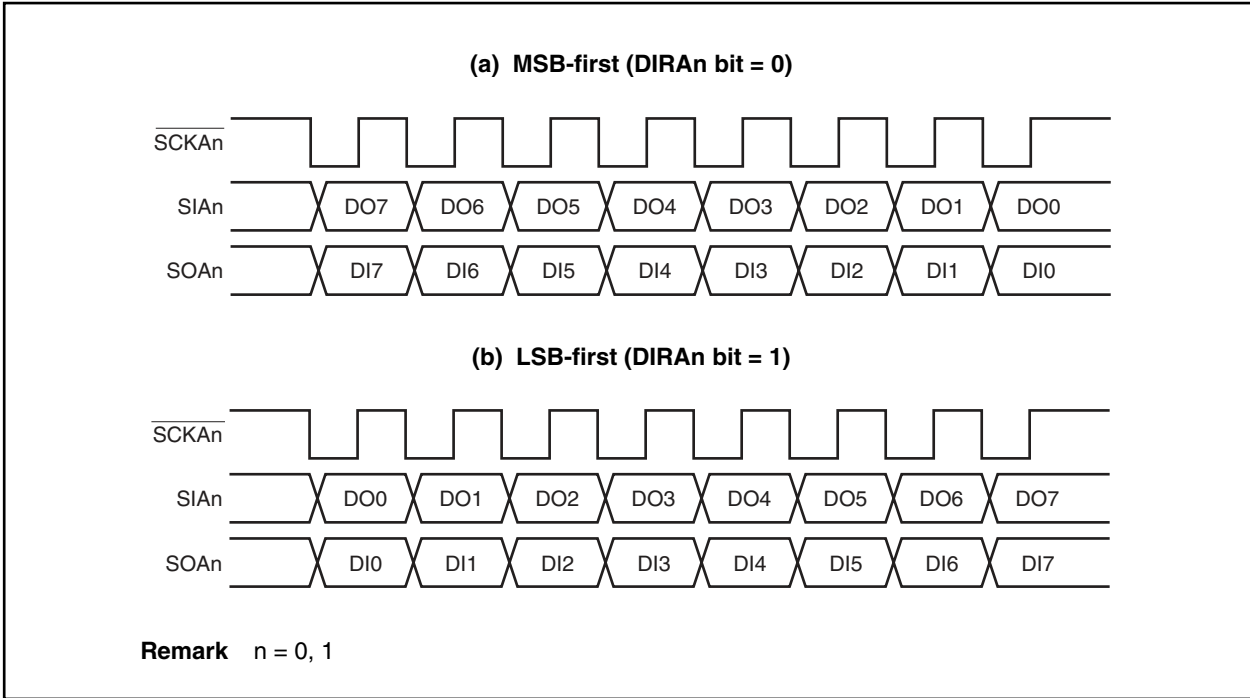 (a) MSB-first (DIRAn bit = 0)
SCKAn
SIAn DO7 DO6 DO5 DO4 DO3 DO2 DO1 DO0
SOAn DI7 DI6 DI5 DI4 DI3 DI2 DI1 DI0
(b) LSB-first (DIRAn bit = 1)
SCKAn
SIAn DO0 DO1 DO2 DO3 DO4 DO5 DO6 DO7
SOAn DI0 DI1 DI2 DI3 DI4 DI5 DI6 DI7
Remark n = 0, 1